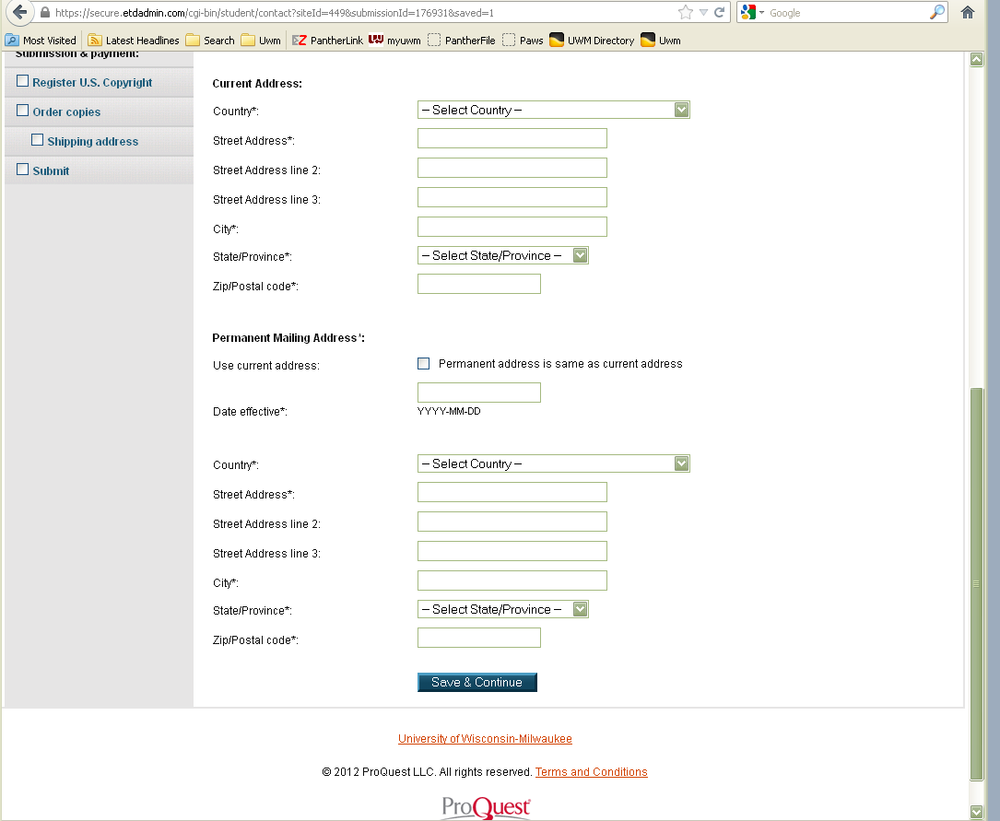 https://secure.etdadmin.com/cgi-bin/student/contact?siteId=449&submissionId=176931&saved=1
Google
Most Visited Latest Headlines Search Uwm PantherLink myuwm PantherFile Paws UWM Directory Uwm
Submission & payment:
Register U.S. Copyright
Order copies
Shipping address
Submit
Current Address:
Country*: -- Select Country --
Street Address*:
Street Address line 2:
Street Address line 3:
City*:
State/Province*: -- Select State/Province --
Zip/Postal code*:
Permanent Mailing Address*:
Use current address: Permanent address is same as current address
Date effective*: YYYY-MM-DD
Country*: -- Select Country --
Street Address*:
Street Address line 2:
Street Address line 3:
City*:
State/Province*: -- Select State/Province --
Zip/Postal code*:
Save & Continue
University of Wisconsin-Milwaukee
© 2012 ProQuest LLC. All rights reserved. Terms and Conditions
ProQuest